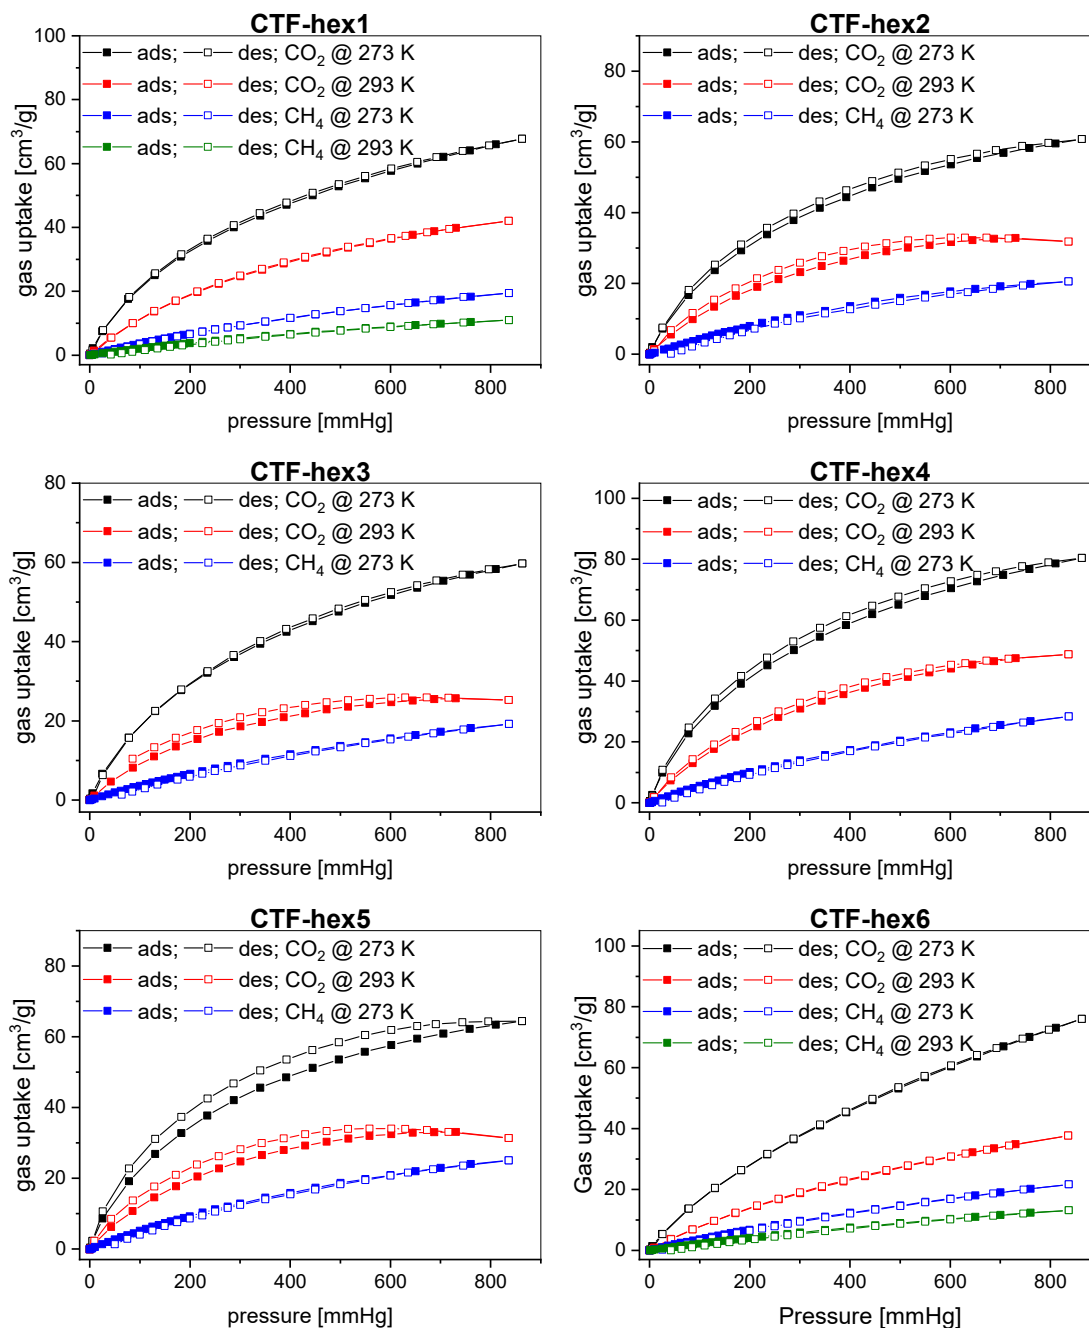 CTF-hex1
100
80
60
40
20
0
gas uptake [cm³/g]
ads; des; CO₂ @ 273 K
ads; des; CO₂ @ 293 K
ads; des; CH₄ @ 273 K
ads; des; CH₄ @ 293 K
0 200 400 600 800
pressure [mmHg]
CTF-hex2
80
60
40
20
0
gas uptake [cm³/g]
ads; des; CO₂ @ 273 K
ads; des; CO₂ @ 293 K
ads; des; CH₄ @ 273 K
0 200 400 600 800
pressure [mmHg]
CTF-hex3
80
60
40
20
0
gas uptake [cm³/g]
ads; des; CO₂ @ 273 K
ads; des; CO₂ @ 293 K
ads; des; CH₄ @ 273 K
0 200 400 600 800
pressure [mmHg]
CTF-hex4
100
80
60
40
20
0
gas uptake [cm³/g]
ads; des; CO₂ @ 273 K
ads; des; CO₂ @ 293 K
ads; des; CH₄ @ 273 K
0 200 400 600 800
pressure [mmHg]
CTF-hex5
80
60
40
20
0
gas uptake [cm³/g]
ads; des; CO₂ @ 273 K
ads; des; CO₂ @ 293 K
ads; des; CH₄ @ 273 K
0 200 400 600 800
pressure [mmHg]
CTF-hex6
100
80
60
40
20
0
Gas uptake [cm³/g]
ads; des; CO₂ @ 273 K
ads; des; CO₂ @ 293 K
ads; des; CH₄ @ 273 K
ads; des; CH₄ @ 293 K
0 200 400 600 800
Pressure [mmHg]